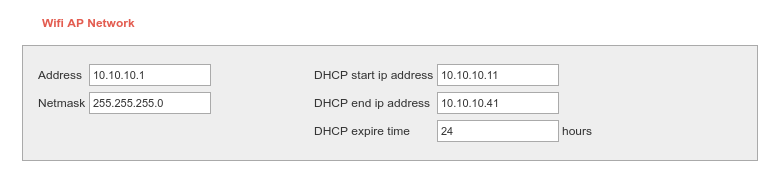 Wifi AP Network
Address 10.10.10.1 DHCP start ip address 10.10.10.11
Netmask 255.255.255.0 DHCP end ip address 10.10.10.41
DHCP expire time 24 hours